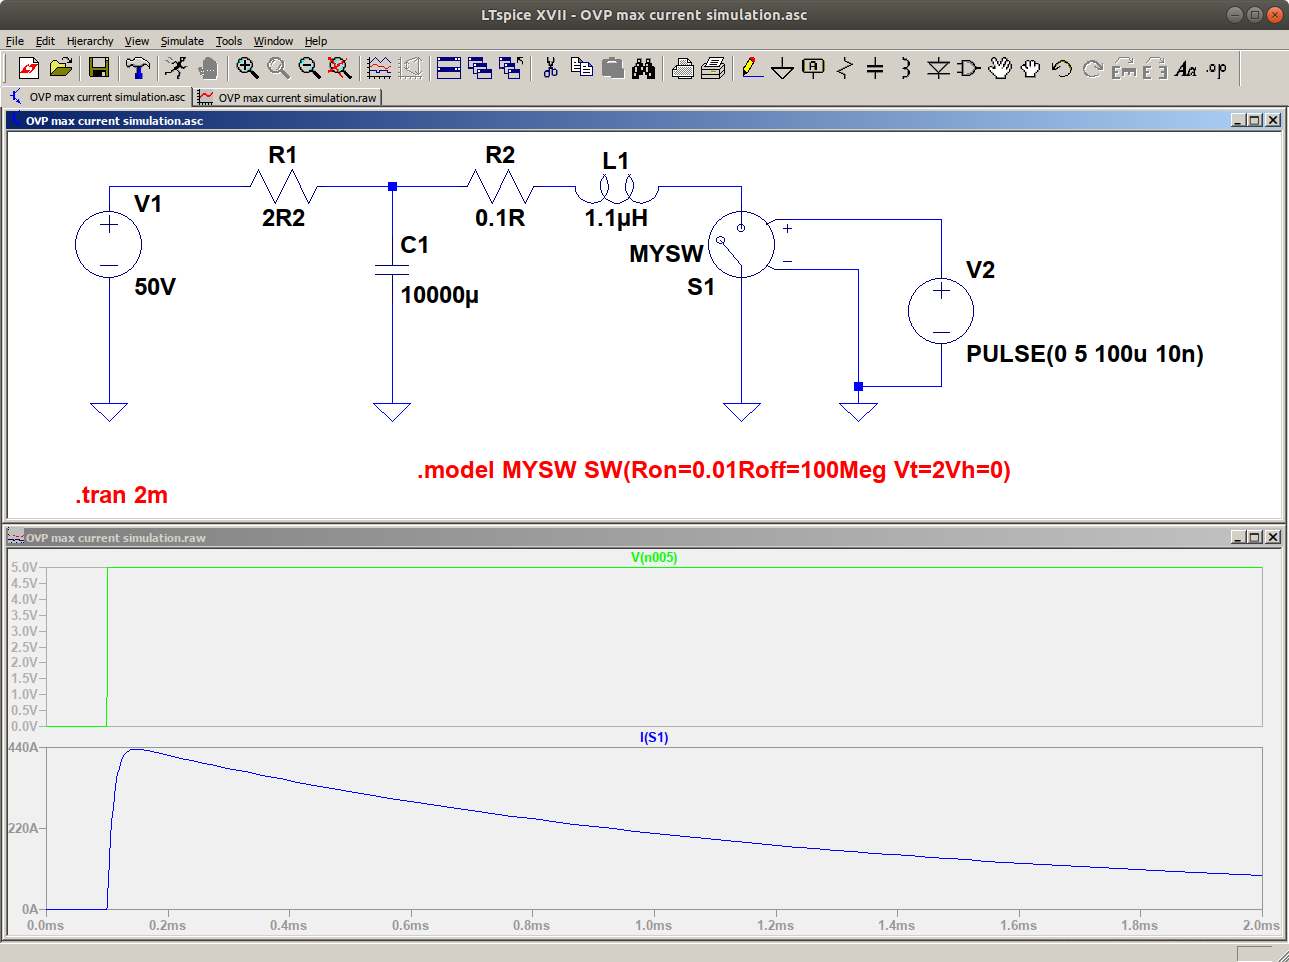 LTspice XVII - OVP max current simulation.asc
File Edit Hierarchy View Simulate Tools Window Help
OVP max current simulation.asc OVP max current simulation.raw
OVP max current simulation.asc
R1
2R2
R2
0.1R
L1
1.1µH
V1
50V
C1
10000µ
MYSW
S1
+
−
V2
PULSE(0 5 100u 10n)
.model MYSW SW(Ron=0.01Roff=100Meg Vt=2Vh=0)
.tran 2m
OVP max current simulation.raw
V(n005)
5.0V
4.5V
4.0V
3.5V
3.0V
2.5V
2.0V
1.5V
1.0V
0.5V
0.0V
I(S1)
440A
220A
0A
0.0ms 0.2ms 0.4ms 0.6ms 0.8ms 1.0ms 1.2ms 1.4ms 1.6ms 1.8ms 2.0ms